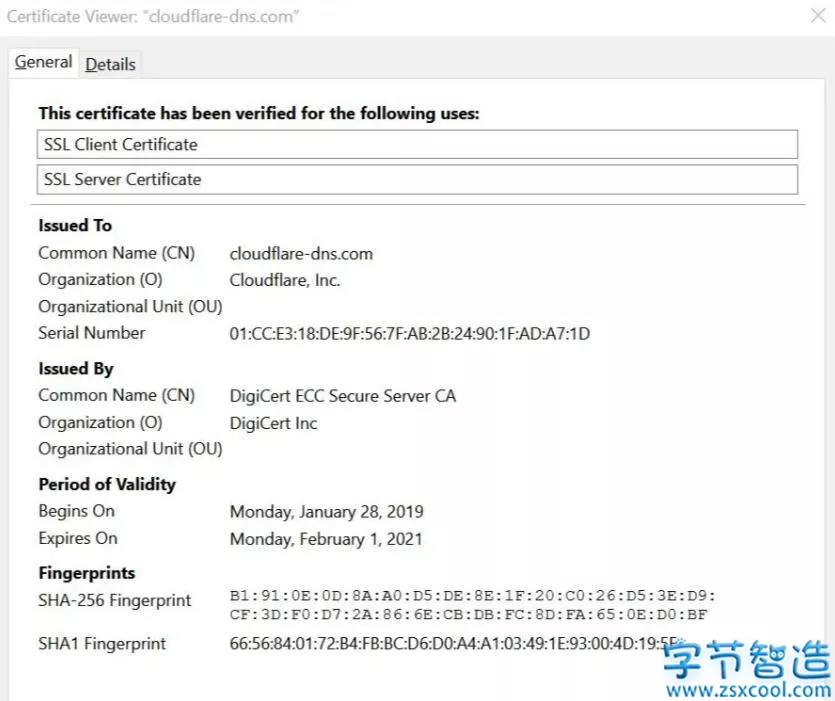 Certificate Viewer: "cloudflare-dns.com"
General Details
This certificate has been verified for the following uses:
SSL Client Certificate
SSL Server Certificate
Issued To
Common Name (CN) cloudflare-dns.com
Organization (O) Cloudflare, Inc.
Organizational Unit (OU)
Serial Number 01:CC:E3:18:DE:9F:56:7F:AB:2B:24:90:1F:AD:A7:1D
Issued By
Common Name (CN) DigiCert ECC Secure Server CA
Organization (O) DigiCert Inc
Organizational Unit (OU)
Period of Validity
Begins On Monday, January 28, 2019
Expires On Monday, February 1, 2021
Fingerprints
SHA-256 Fingerprint B1:91:0E:0D:8A:A0:D5:DE:8E:1F:20:C0:26:D5:3E:D9:
CF:3D:F0:D7:2A:86:6E:CB:DB:FC:8D:FA:65:0E:D0:BF
SHA1 Fingerprint 66:56:84:01:72:B4:FB:BC:D6:D0:A4:A1:03:49:1E:93:00:4D:19:
字节智造
www.zsxcool.com